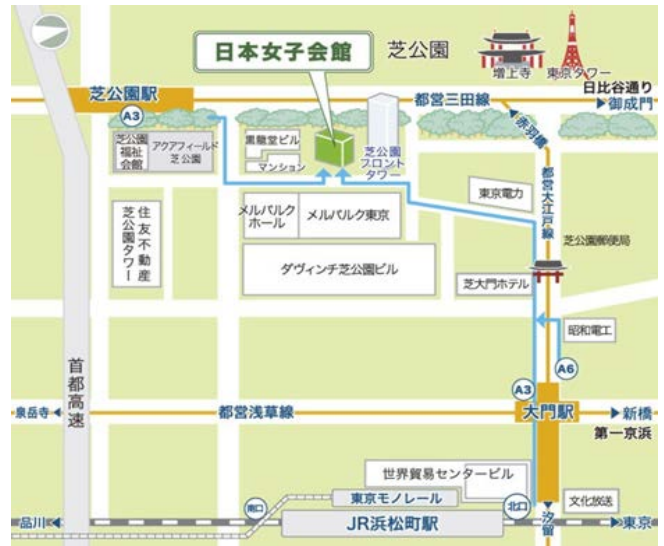 日本女子会館
芝公園
増上寺
東京タワー
日比谷通り
芝公園駅
都営三田線
▶御成門
A3
◀赤羽橋
芝公園
福祉
会館
アクアフィールド
芝公園
黒龍堂ビル
マンション
芝公園
フロント
タワー
都営大江戸線
東京電力
住友不動産
芝公園タワー
メルパルク
ホール
メルパルク東京
芝公園郵便局
ダヴィンチ芝公園ビル
芝大門ホテル
昭和電工
首都高速
A6
A3
泉岳寺◀
都営浅草線
大門駅
▶新橋
第一京浜
世界貿易センタービル
東京モノレール
南口
北口
文化放送
品川◀
JR浜松町駅
▼汐留
▶東京